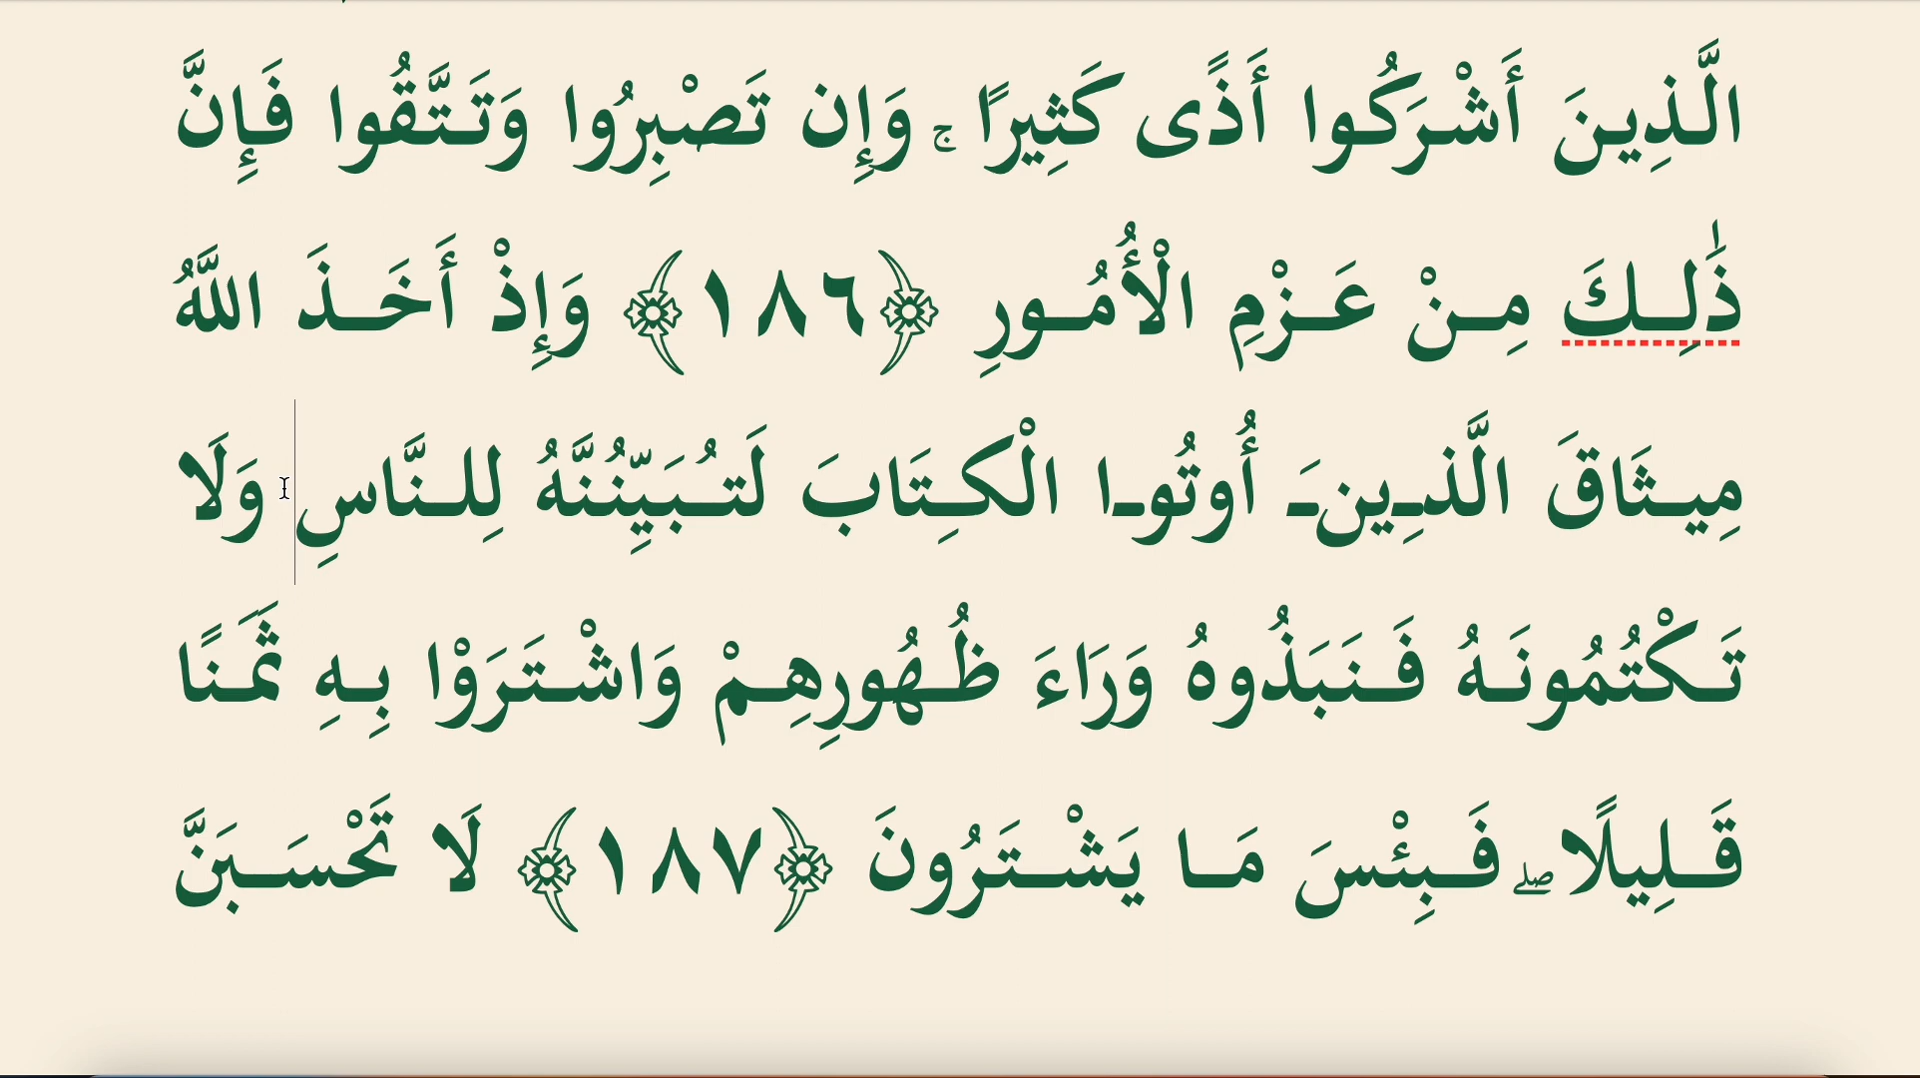 الَّذِينَ أَشْرَكُوا أَذًى كَثِيرًا ۚ وَإِن تَصْبِرُوا وَتَتَّقُوا فَإِنَّ
ذَٰلِكَ مِنْ عَزْمِ الْأُمُورِ ﴿١٨٦﴾ وَإِذْ أَخَذَ اللَّهُ
مِيثَاقَ الَّذِينَ أُوتُوا الْكِتَابَ لَتُبَيِّنُنَّهُ لِلنَّاسِ وَلَا
تَكْتُمُونَهُ فَنَبَذُوهُ وَرَاءَ ظُهُورِهِمْ وَاشْتَرَوْا بِهِ ثَمَنًا
قَلِيلًا ۖ فَبِئْسَ مَا يَشْتَرُونَ ﴿١٨٧﴾ لَا تَحْسَبَنَّ